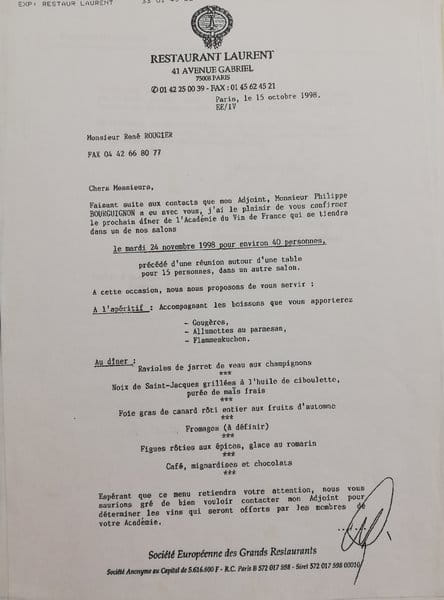 EXP: RESTAUR LAURENT
RESTAURANT LAURENT
41 AVENUE GABRIEL
75008 PARIS
✆ 01 42 25 00 39 - FAX : 01 45 62 45 21
Paris, le 15 octobre 1998.
EE/IV
Monsieur René ROUGIER
FAX 04 42 66 80 77
Chers Messieurs,
Faisant suite aux contacts que mon Adjoint, Monsieur Philippe
BOURGUIGNON a eu avec vous, j'ai le plaisir de vous confirmer
le prochain dîner de l'Académie du Vin de France qui se tiendra
dans un de nos salons
le mardi 24 novembre 1998 pour environ 40 personnes,
précédé d'une réunion autour d'une table
pour 15 personnes, dans un autre salon.
A cette occasion, nous nous proposons de vous servir :
A l'apéritif : Accompagnant les boissons que vous apporterez
- Gougères,
- Allumettes au parmesan,
- Flammenkuchen.
Au dîner :
Ravioles de jarret de veau aux champignons
***
Noix de Saint-Jacques grillées à l'huile de ciboulette,
purée de maïs frais
***
Foie gras de canard rôti entier aux fruits d'automne
***
Fromages (à définir)
***
Figues rôties aux épices, glace au romarin
***
Café, mignardises et chocolats
***
Espérant que ce menu retiendra votre attention, nous vous
saurions gré de bien vouloir contacter mon Adjoint pour
déterminer les vins qui seront offerts par les membres de
votre Académie.
Société Européenne des Grands Restaurants
Société Anonyme au Capital de 5.616.600 F - R.C. Paris B 572 017 598 - Siret 572 017 598 00010